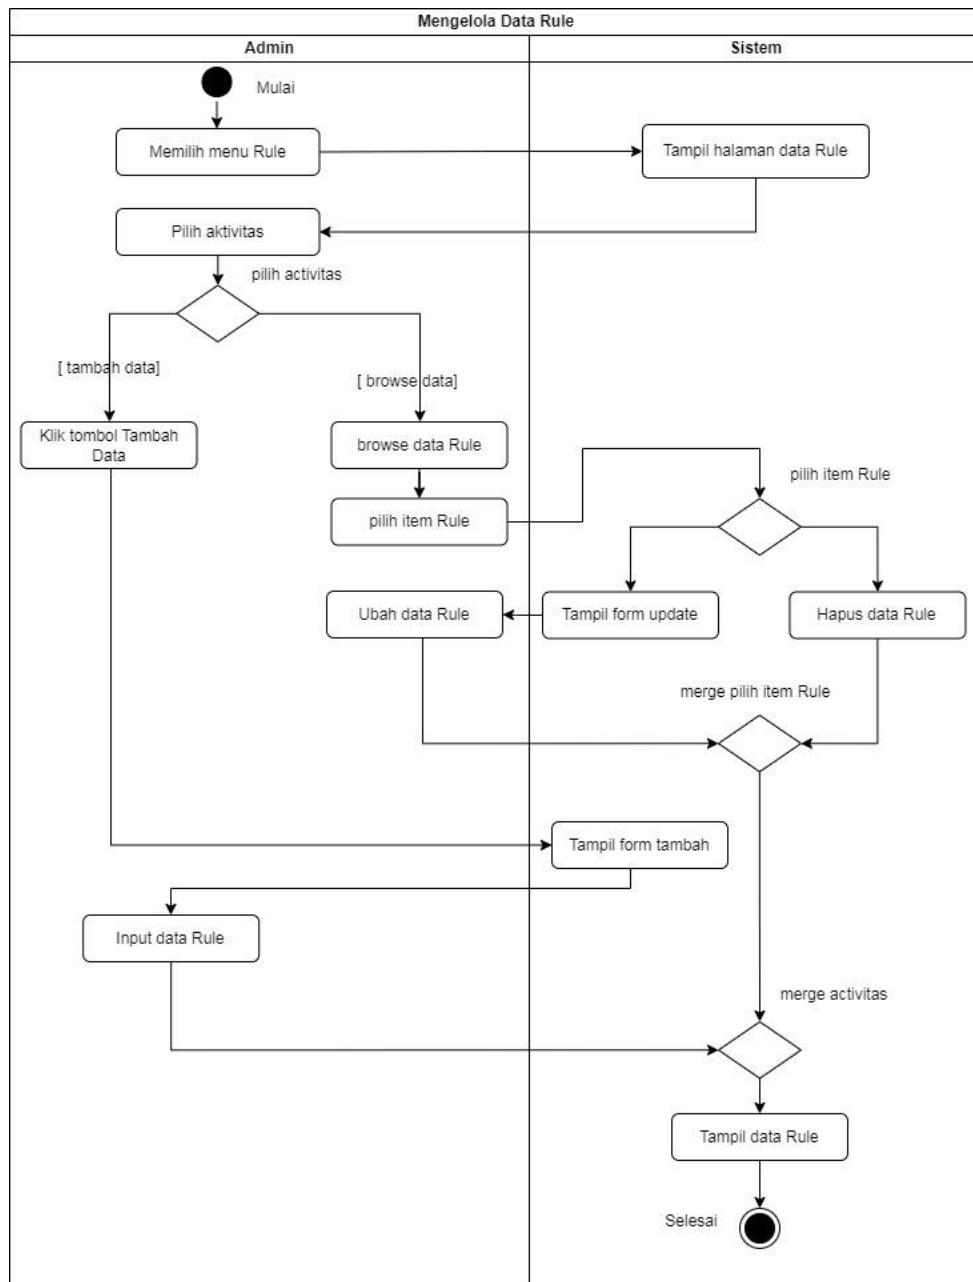 Mengelola Data Rule
Admin
Sistem
Mulai
Memilih menu Rule
Tampil halaman data Rule
Pilih aktivitas
pilih activitas
[ tambah data]
[ browse data]
Klik tombol Tambah
Data
browse data Rule
pilih item Rule
pilih item Rule
Ubah data Rule
Tampil form update
Hapus data Rule
merge pilih item Rule
Tampil form tambah
Input data Rule
merge activitas
Tampil data Rule
Selesai